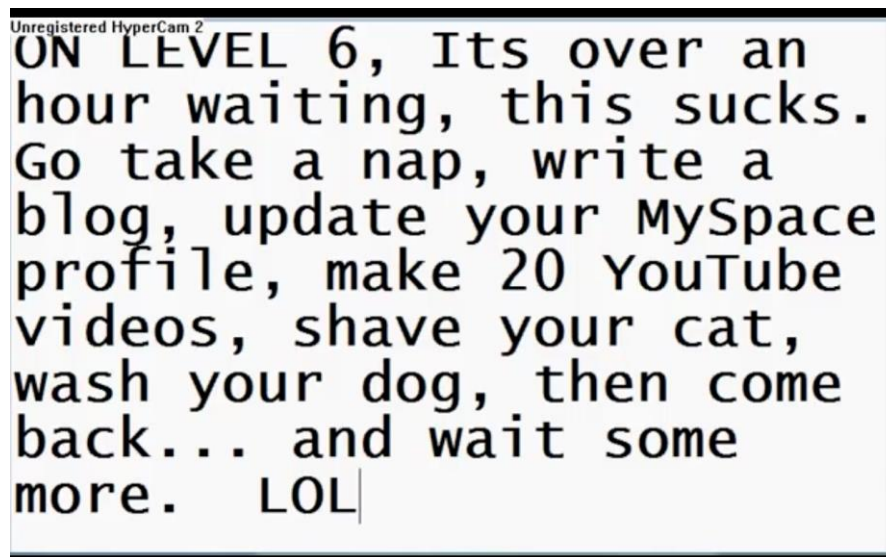 Unregistered HyperCam 2
ON LEVEL 6, Its over an
hour waiting, this sucks.
Go take a nap, write a
blog, update your MySpace
profile, make 20 YouTube
videos, shave your cat,
wash your dog, then come
back... and wait some
more.  LOL